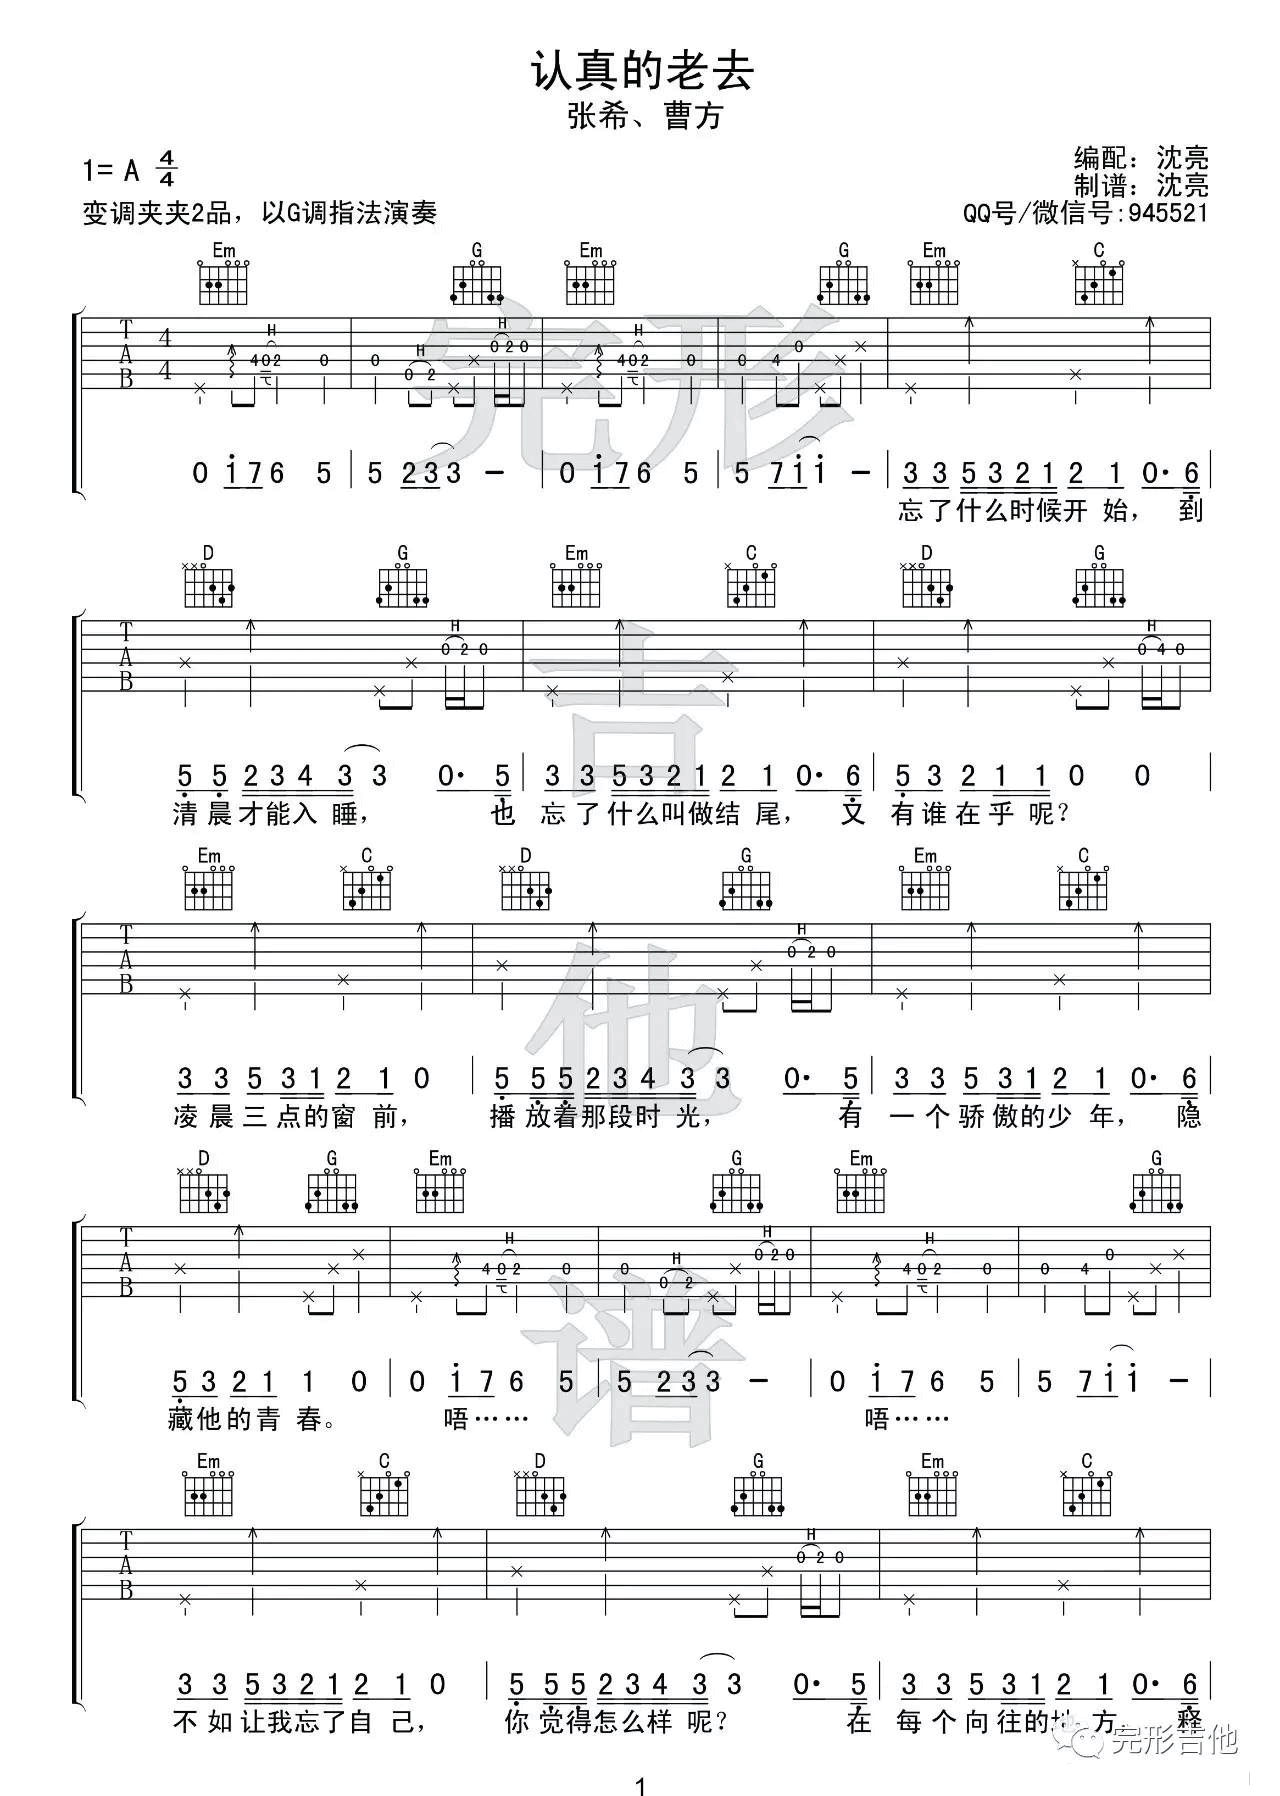 认真的老去
张希、曹方
1= A 4/4
编配：沈亮
制谱：沈亮
变调夹夹2品，以G调指法演奏
QQ号/微信号:945521
Em G Em G Em C
T A B 4 4
H H H H
4 0 2 0 0 0 2 0 2 0 4 0 2 0 0 4 0
0 i 7 6 5 5 2 3 3 - 0 i 7 6 5 5 7 i i - 3 3 5 3 2 1 2 1 0· 6
忘了什么时候开始， 到
D G Em C D G
T A B
H H
0 2 0 0 4 0
5 5 2 3 4 3 3 0· 5 3 3 5 3 2 1 2 1 0· 6 5 3 2 1 1 0 0
清晨才能入睡， 也忘了什么叫做结尾， 又有谁在乎呢？
Em C D G Em C
T A B
H
0 2 0
3 3 5 3 1 2 1 0 5 5 5 2 3 4 3 3 0· 5 3 3 5 3 2 1 2 1 0· 6
凌晨三点的窗前， 播放着那段时光， 有一个骄傲的少年， 隐
D G Em G Em G
T A B
H H H H
4 0 2 0 0 0 2 0 2 0 4 0 2 0 0 4 0
5 3 2 1 1 0 0 i 7 6 5 5 2 3 3 - 0 i 7 6 5 5 7 i i -
藏他的青春。 唔…… 唔……
Em C D G Em C
T A B
H
0 2 0
3 3 5 3 2 1 2 1 0 5 5 5 2 3 4 3 3 0· 5 3 3 5 3 2 1 2 1 0· 6
不如让我忘了自己， 你觉得怎么样呢？ 在每个向往的地方， 释
完形吉他谱
完形吉他
1